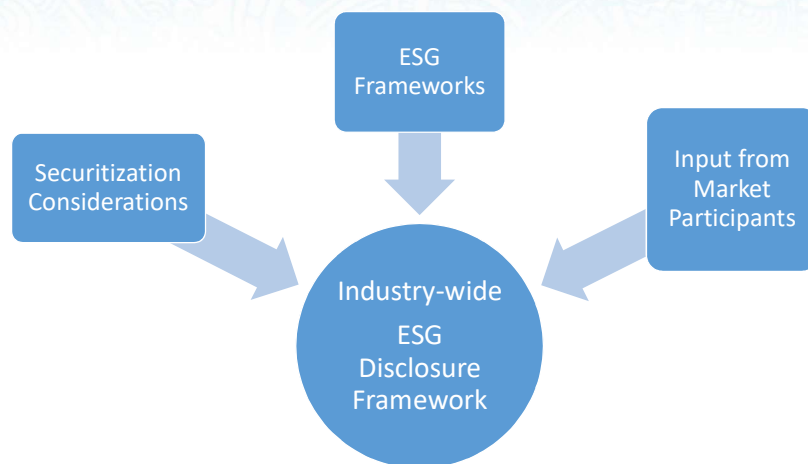 ESG
Frameworks
Securitization
Considerations
Input from
Market
Participants
Industry-wide
ESG
Disclosure
Framework